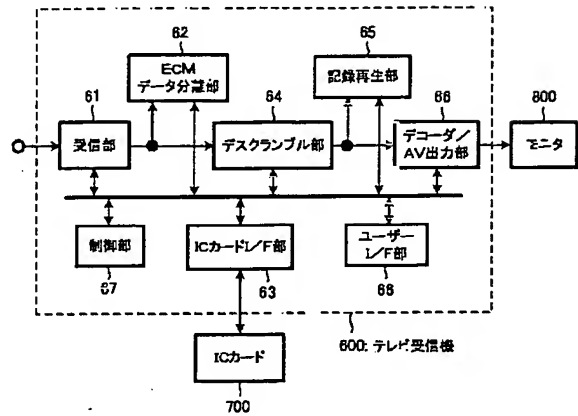 62
ECM
データ分離部
65
記録再生部
61
受信部
64
デスクランブル部
66
デコーダ/
AV出力部
800
モニタ
制御部
67
ICカードI/F部
63
ユーザー
I/F部
68
600:テレビ受信機
ICカード
700